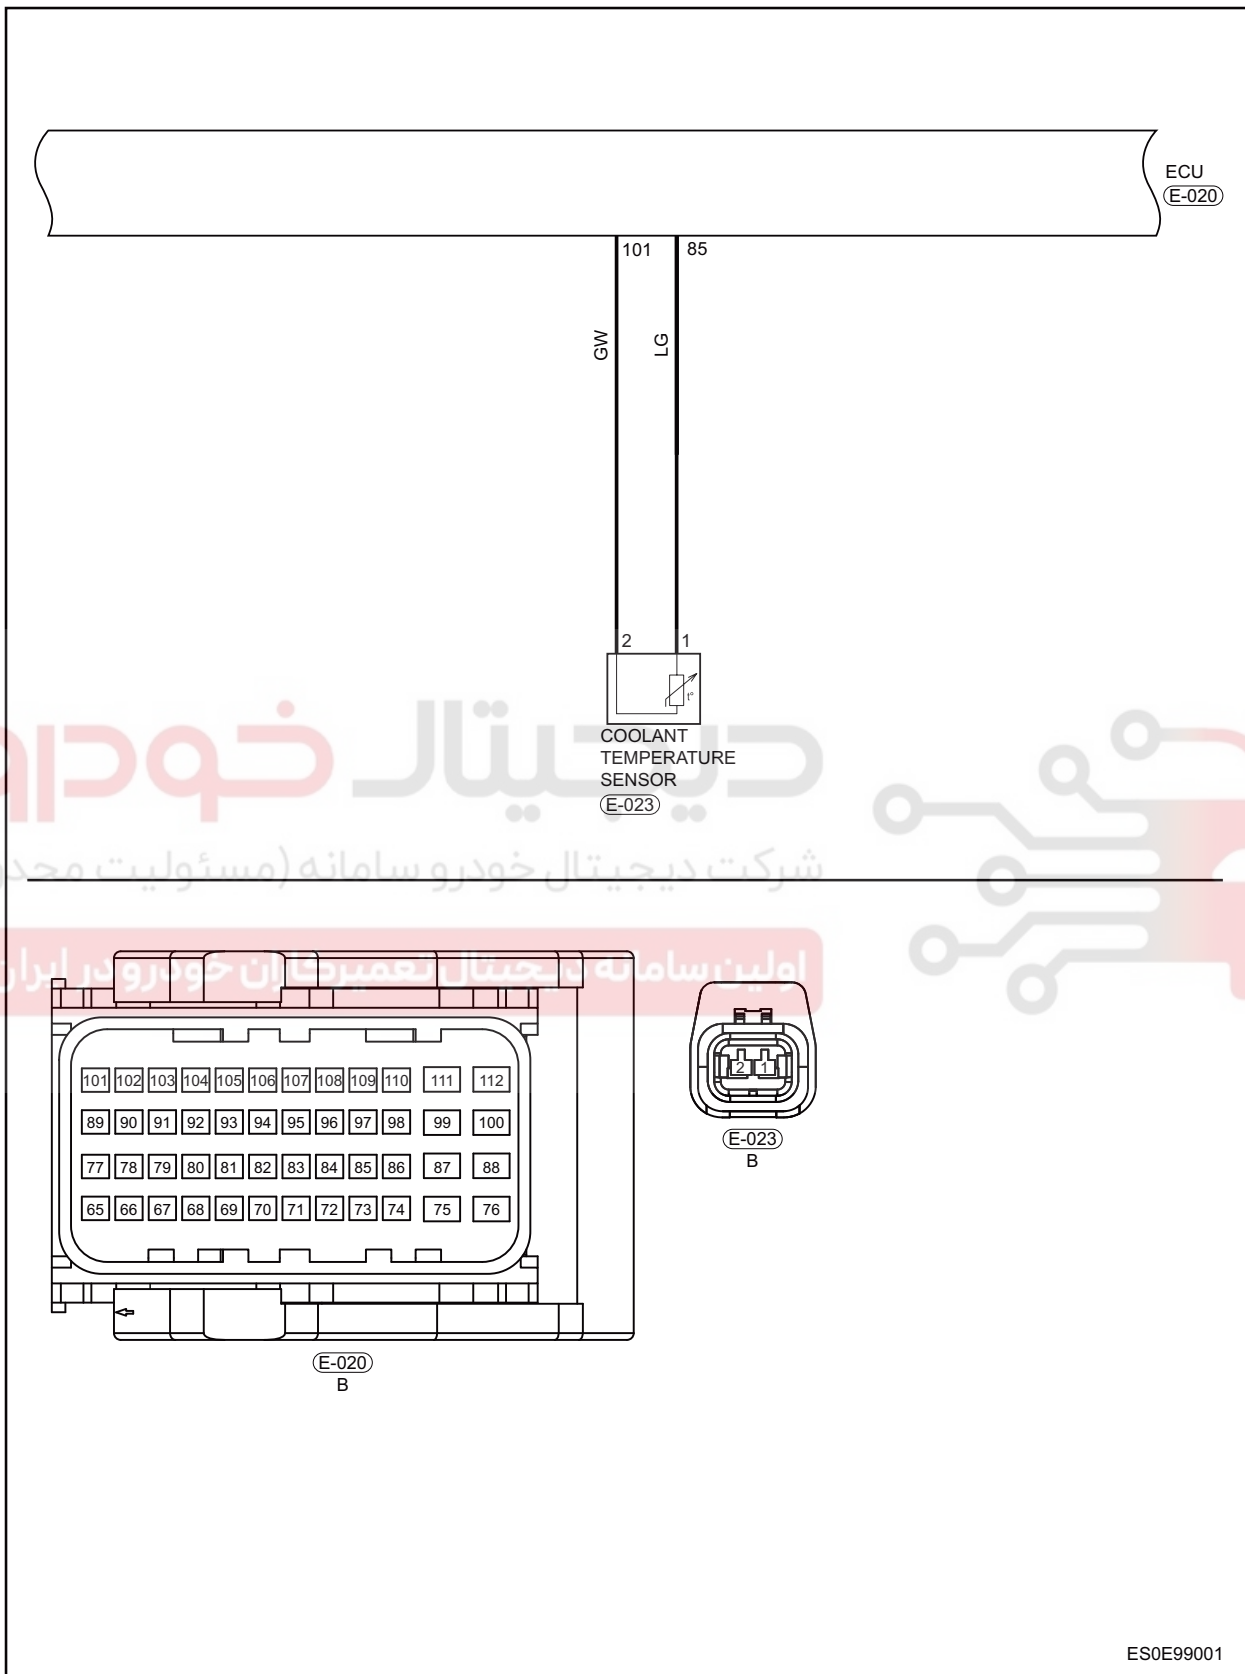 ECU
E-020
101 85
GW LG
2 1
t°
COOLANT
TEMPERATURE
SENSOR
E-023
دیجیتال خودرو
شرکت دیجیتال خودرو سامانه (مسئولیت
اولین سامانه دیجیتال تعمیرکاران خودرو در ایران
101 102 103 104 105 106 107 108 109 110 111 112
89 90 91 92 93 94 95 96 97 98 99 100
77 78 79 80 81 82 83 84 85 86 87 88
65 66 67 68 69 70 71 72 73 74 75 76
E-020
B
2 1
E-023
B
ES0E99001